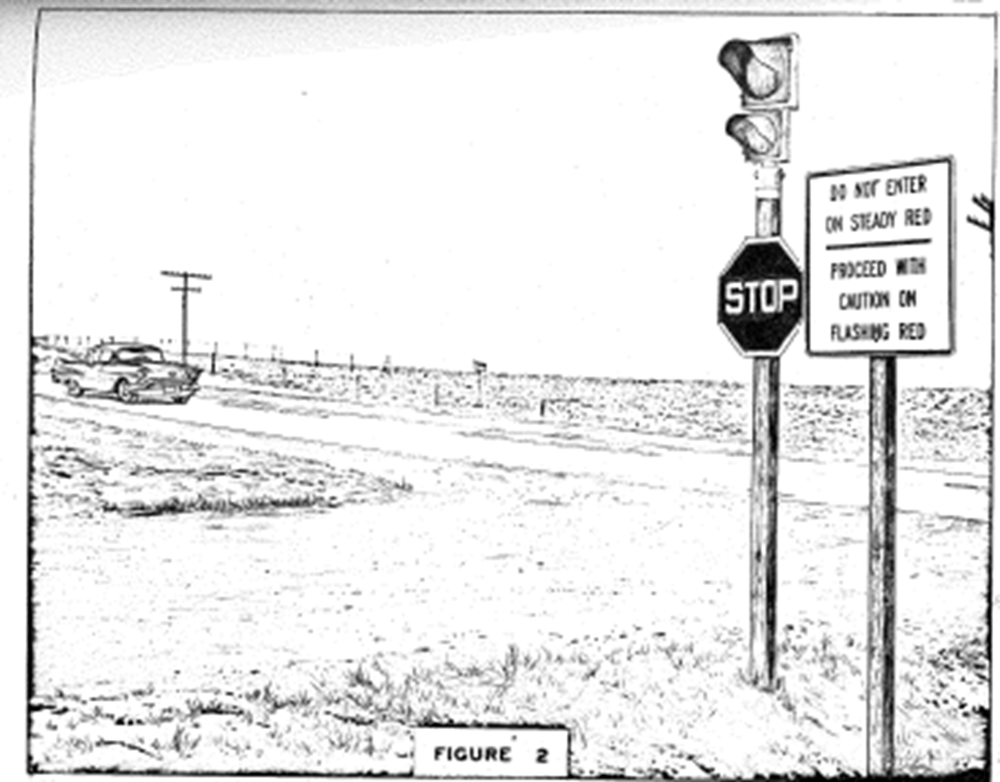 STOP
DO NOT ENTER
ON STEADY RED
PROCEED WITH
CAUTION ON
FLASHING RED
FIGURE 2